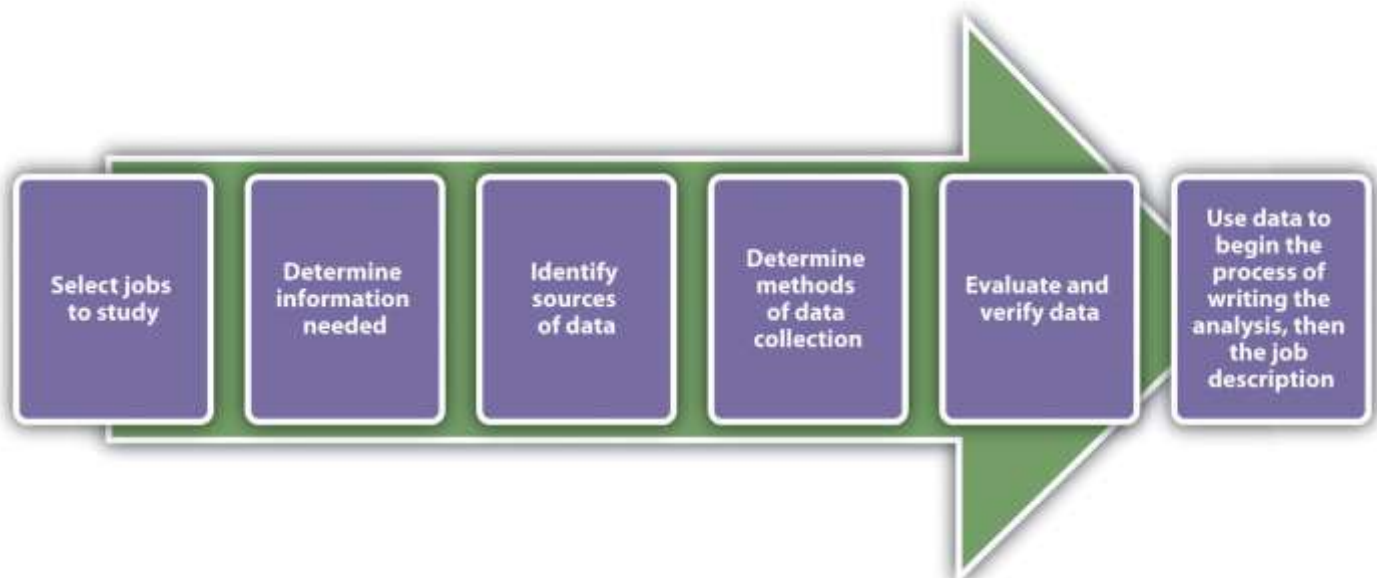 Select jobs
to study
Determine
information
needed
Identify
sources
of data
Determine
methods
of data
collection
Evaluate and
verify data
Use data to
begin the
process of
writing the
analysis, then
the job
description